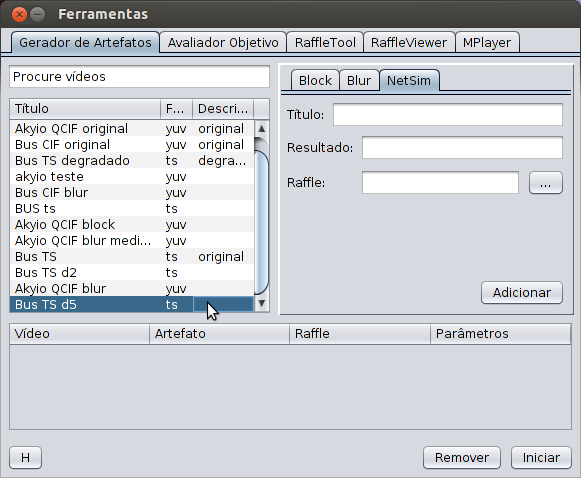 Ferramentas
Gerador de Artefatos Avaliador Objetivo RaffleTool RaffleViewer MPlayer
Procure vídeos
Título F... Descri...
Akyio QCIF original yuv original
Bus CIF original yuv original
Bus TS degradado ts degra...
akyio teste yuv
Bus CIF blur yuv
BUS ts ts
Akyio QCIF block yuv
Akyio QCIF blur medi... yuv
Bus TS ts original
Bus TS d2 ts
Akyio QCIF blur yuv
Bus TS d5 ts
Block Blur NetSim
Título:
Resultado:
Raffle: ...
Adicionar
Vídeo Artefato Raffle Parâmetros
H Remover Iniciar